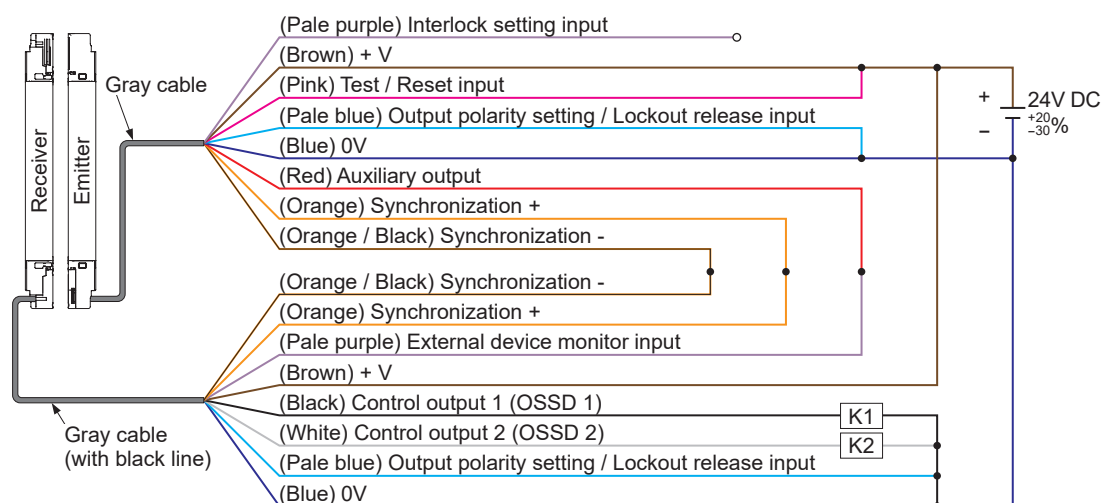 (Pale purple) Interlock setting input
(Brown) + V
Gray cable
(Pink) Test / Reset input
(Pale blue) Output polarity setting / Lockout release input
(Blue) 0V
+
−
24V DC
+20
−30%
Receiver
Emitter
(Red) Auxiliary output
(Orange) Synchronization +
(Orange / Black) Synchronization -
(Orange / Black) Synchronization -
(Orange) Synchronization +
(Pale purple) External device monitor input
(Brown) + V
(Black) Control output 1 (OSSD 1)
K1
Gray cable
(with black line)
(White) Control output 2 (OSSD 2)
K2
(Pale blue) Output polarity setting / Lockout release input
(Blue) 0V